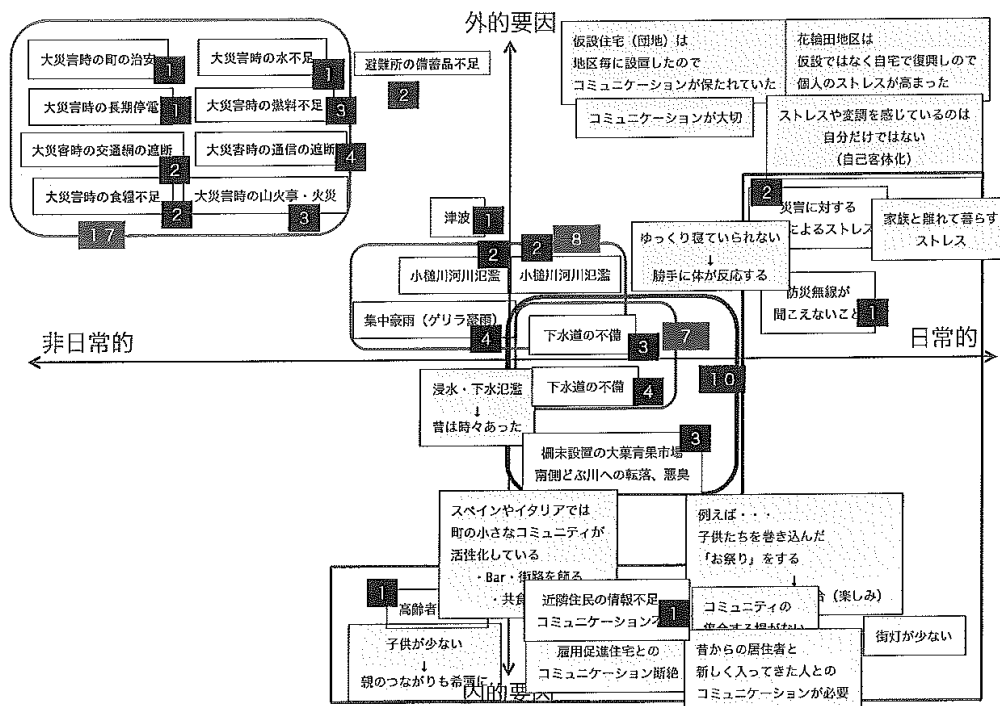 外的要因
大災害時の町の治安
1
大災害時の水不足
1
避難所の備蓄品不足
2
大災害時の長期停電
1
大災害時の燃料不足
3
大災害時の交通網の遮断
2
大災害時の通信の遮断
4
大災害時の食糧不足
2
大災害時の山火事・火災
3
17
仮設住宅（団地）は
地区毎に設置したので
コミュニケーションが保たれていた
花輪田地区は
仮設ではなく自宅で復興しので
個人のストレスが高まった
コミュニケーションが大切
ストレスや変調を感じているのは
自分だけではない
（自己客体化）
津波
1
2
災害に対する
によるストレス
家族と離れて暮らす
ストレス
ゆっくり寝ていられない
↓
勝手に体が反応する
2
2
8
小槌川河川氾濫
小槌川河川氾濫
防災無線が
聞こえないこと
1
集中豪雨（ゲリラ豪雨）
4
下水道の不備
3
7
非日常的
日常的
10
浸水・下水氾濫
↓
昔は時々あった
下水道の不備
4
柵未設置の大葉青果市場
南側どぶ川への転落、悪臭
3
スペインやイタリアでは
町の小さなコミュニティが
活性化している
・Bar・街路を飾る
・共食
例えば・・・
子供たちを巻き込んだ
「お祭り」をする
↓
（楽しみ）
1
高齢者
近隣住民の情報不足
コミュニケーション不
1
コミュニティの
街灯が少ない
子供が少ない
↓
親のつながりも希薄に
雇用促進住宅との
コミュニケーション断絶
昔からの居住者と
新しく入ってきた人との
コミュニケーションが必要
内的要因